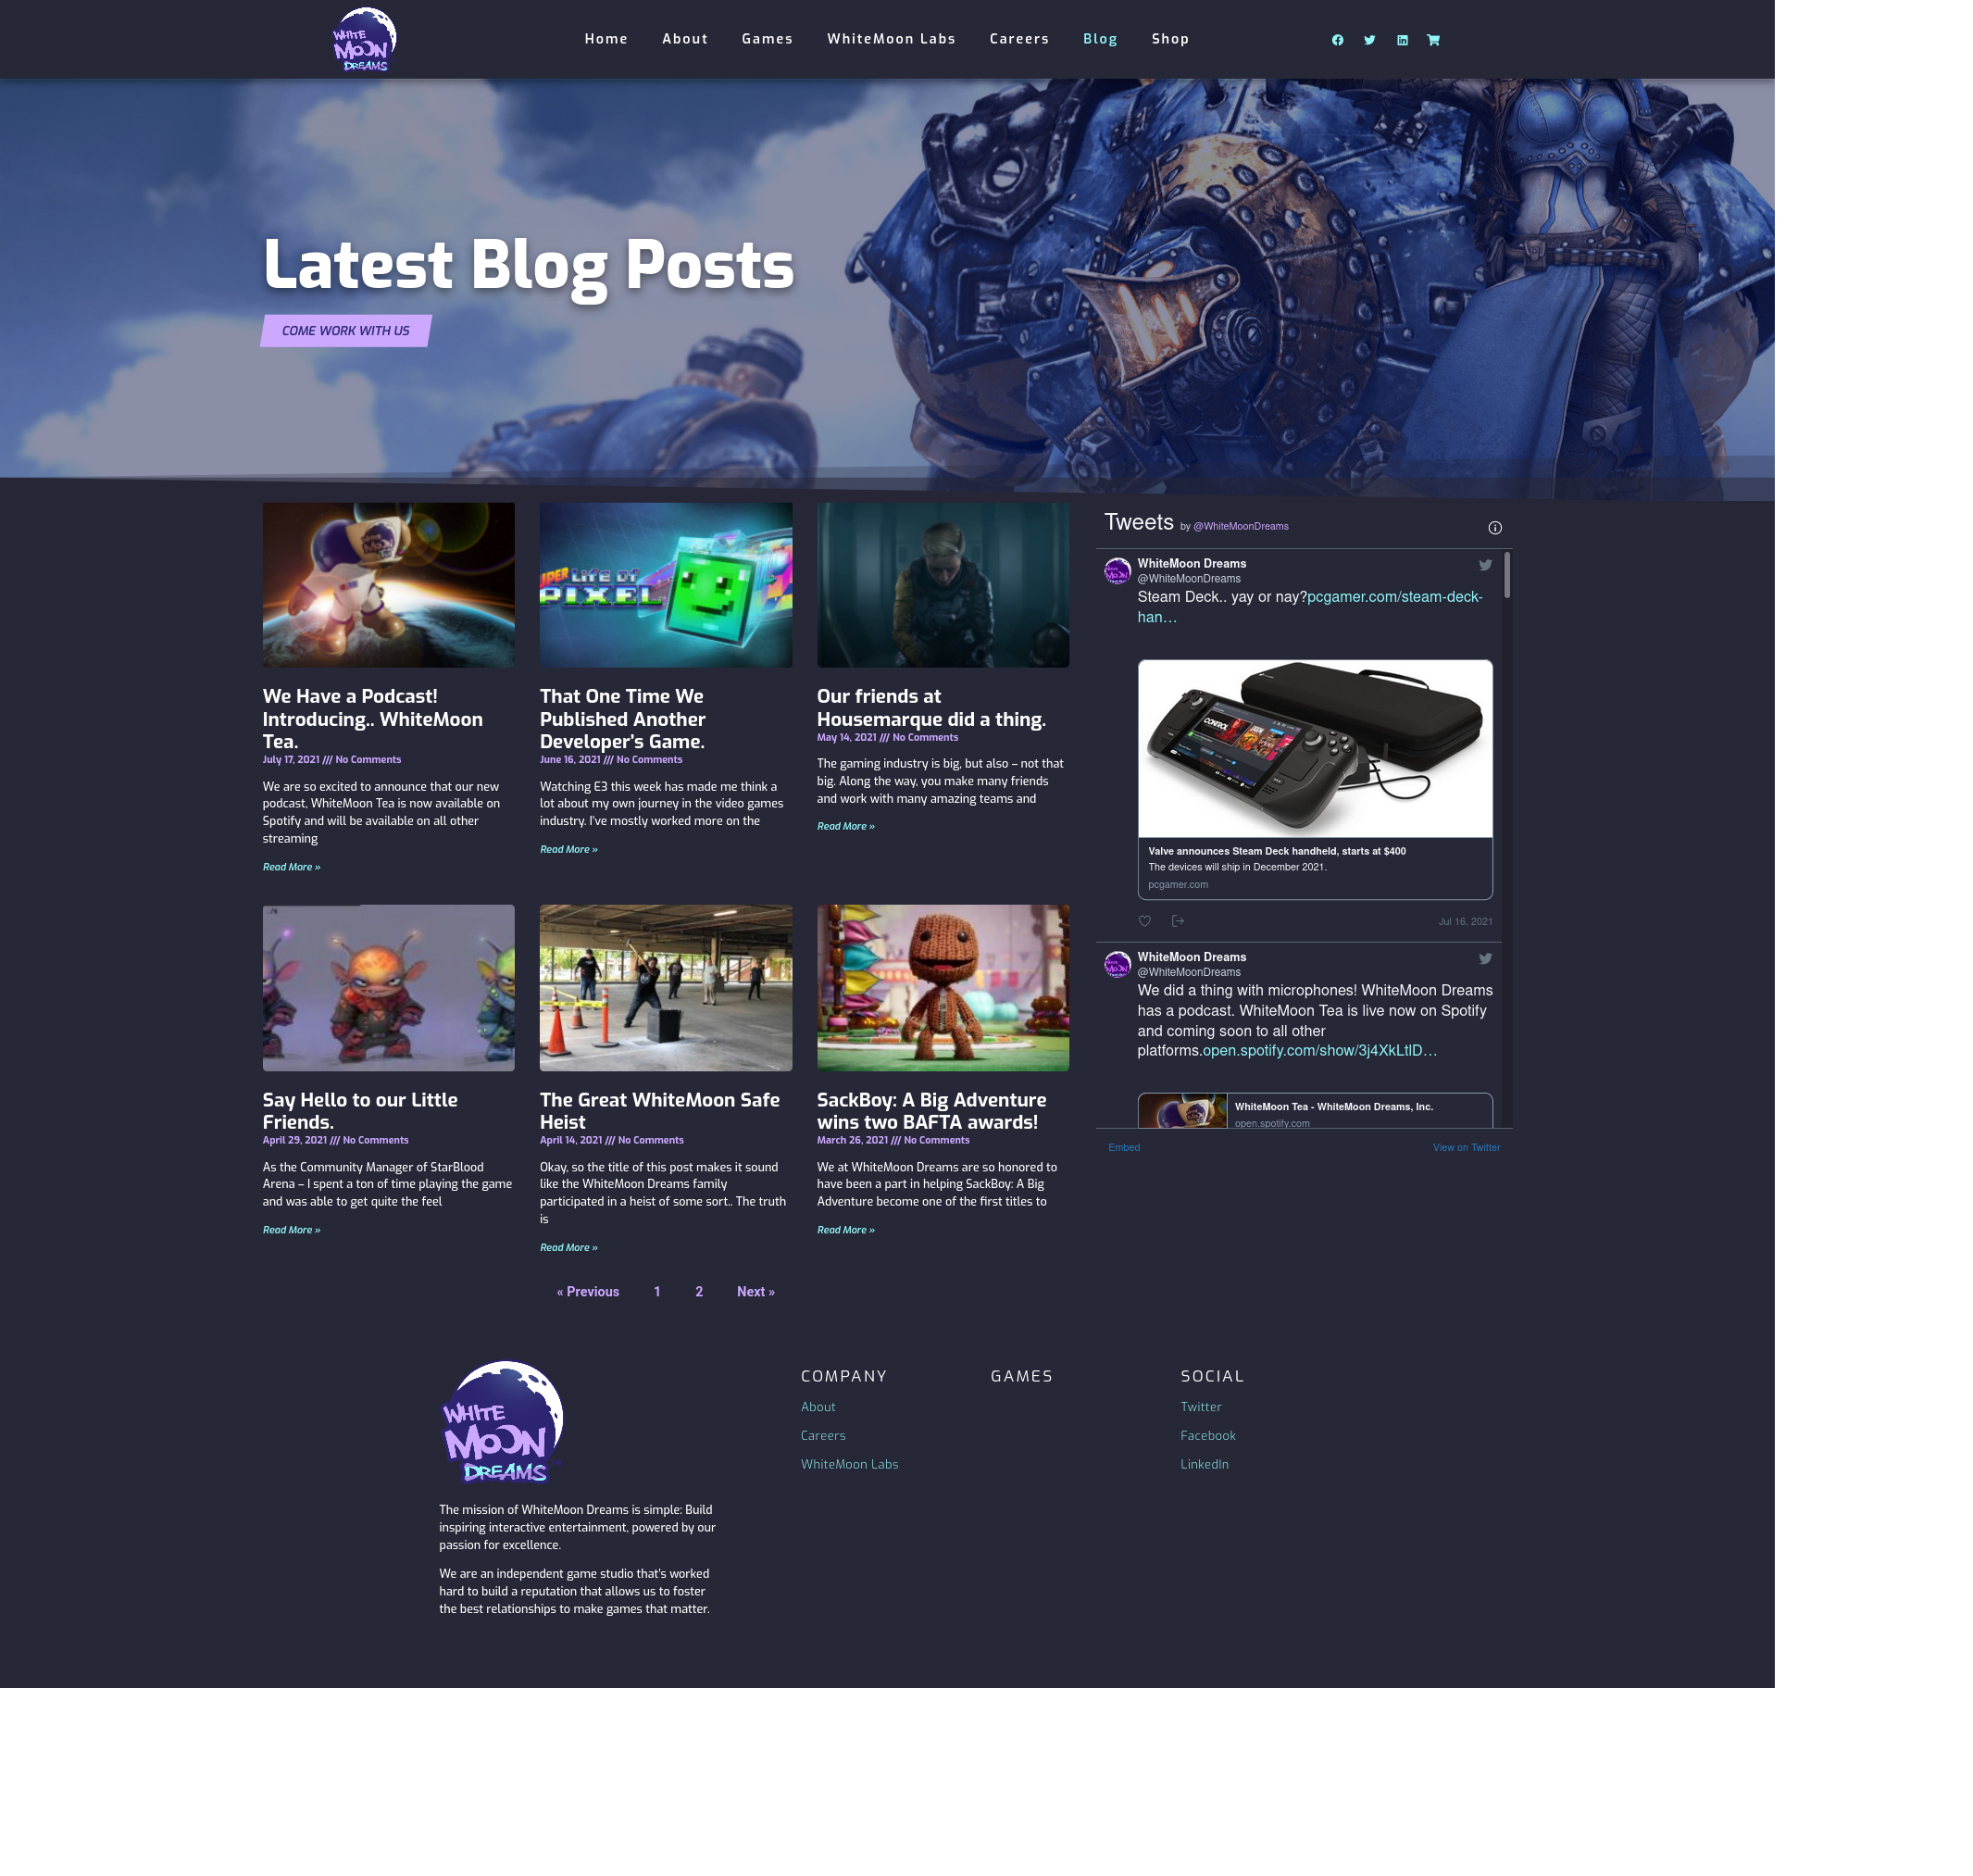 WHITE
MOON
DREAMS
Home About Games WhiteMoon Labs Careers Blog Shop
Latest Blog Posts
COME WORK WITH US
We Have a Podcast!
Introducing.. WhiteMoon
Tea.
July 17, 2021 /// No Comments
We are so excited to announce that our new
podcast, WhiteMoon Tea is now available on
Spotify and will be available on all other
streaming
Read More »
LIFE OF
PIXEL
That One Time We
Published Another
Developer’s Game.
June 16, 2021 /// No Comments
Watching E3 this week has made me think a
lot about my own journey in the video games
industry. I’ve mostly worked more on the
Read More »
Our friends at
Housemarque did a thing.
May 14, 2021 /// No Comments
The gaming industry is big, but also – not that
big. Along the way, you make many friends
and work with many amazing teams and
Read More »
Say Hello to our Little
Friends.
April 29, 2021 /// No Comments
As the Community Manager of StarBlood
Arena – I spent a ton of time playing the game
and was able to get quite the feel
Read More »
The Great WhiteMoon Safe
Heist
April 14, 2021 /// No Comments
Okay, so the title of this post makes it sound
like the WhiteMoon Dreams family
participated in a heist of some sort.. The truth
is
Read More »
SackBoy: A Big Adventure
wins two BAFTA awards!
March 26, 2021 /// No Comments
We at WhiteMoon Dreams are so honored to
have been a part in helping SackBoy: A Big
Adventure become one of the first titles to
Read More »
« Previous 1 2 Next »
Tweets by @WhiteMoonDreams
WhiteMoon Dreams
@WhiteMoonDreams
Steam Deck.. yay or nay?pcgamer.com/steam-deck-
han…
CONTROL
Valve announces Steam Deck handheld, starts at $400
The devices will ship in December 2021.
pcgamer.com
Jul 16, 2021
WhiteMoon Dreams
@WhiteMoonDreams
We did a thing with microphones! WhiteMoon Dreams
has a podcast. WhiteMoon Tea is live now on Spotify
and coming soon to all other
platforms.open.spotify.com/show/3j4XkLtlD…
WhiteMoon Tea - WhiteMoon Dreams, Inc.
open.spotify.com
Embed View on Twitter
WHITE
MOON
DREAMS
The mission of WhiteMoon Dreams is simple: Build
inspiring interactive entertainment, powered by our
passion for excellence.
We are an independent game studio that’s worked
hard to build a reputation that allows us to foster
the best relationships to make games that matter.
COMPANY
About
Careers
WhiteMoon Labs
GAMES
SOCIAL
Twitter
Facebook
LinkedIn